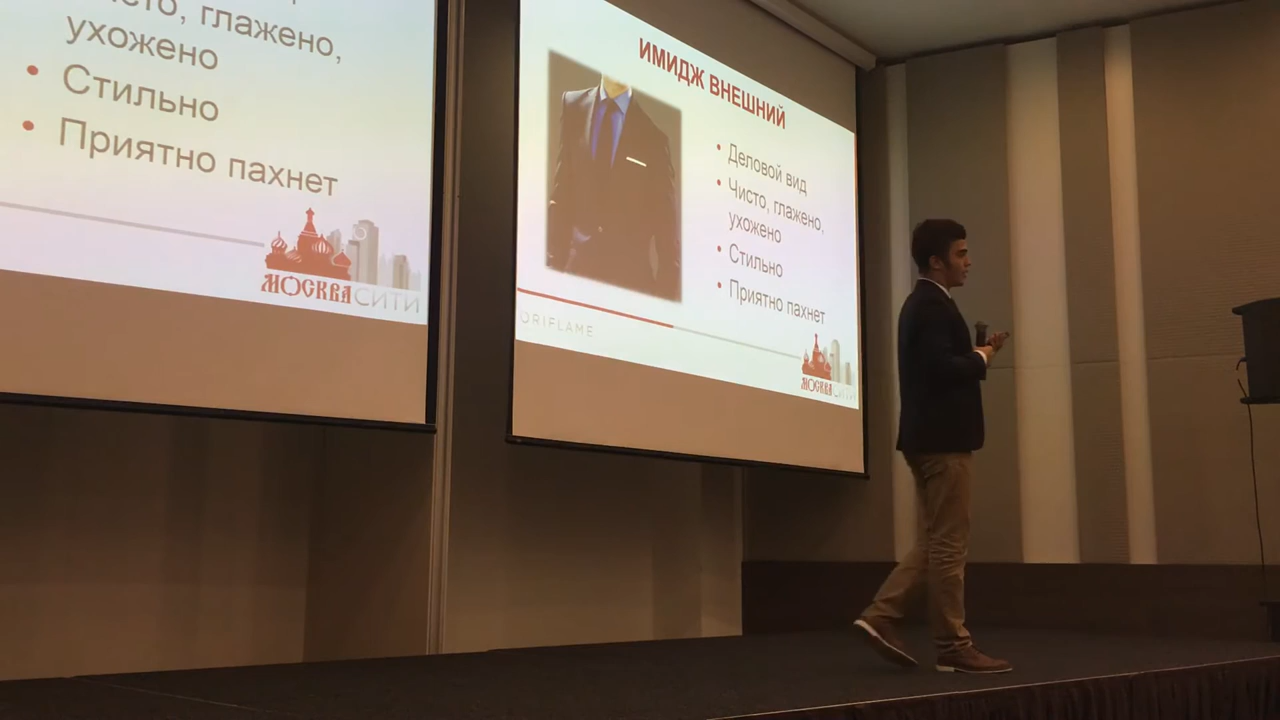 глажено,
ухожено
• Стильно
• Приятно пахнет
МОСКВА СИТИ
ИМИДЖ ВНЕШНИЙ
• Деловой вид
• Чисто, глажено,
ухожено
• Стильно
• Приятно пахнет
ORIFLAME
МОСКВА СИТИ